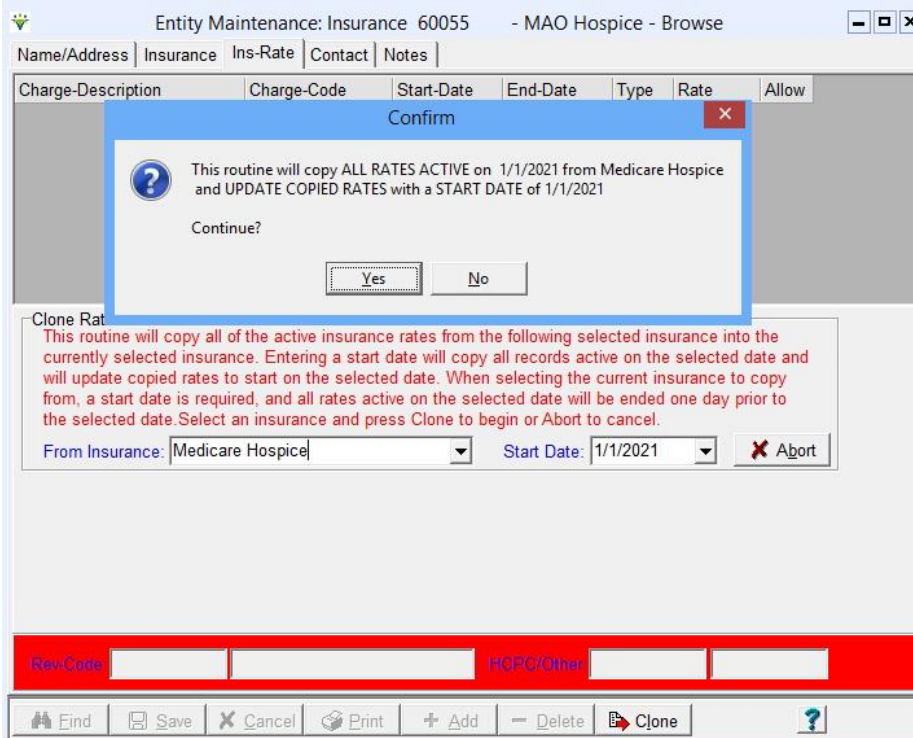 Entity Maintenance: Insurance 60055 - MAO Hospice - Browse
Name/Address Insurance Ins-Rate Contact Notes
Charge-Description Charge-Code Start-Date End-Date Type Rate Allow
Confirm
This routine will copy ALL RATES ACTIVE on 1/1/2021 from Medicare Hospice
and UPDATE COPIED RATES with a START DATE of 1/1/2021
Continue?
Yes No
Clone Rat
This routine will copy all of the active insurance rates from the following selected insurance into the
currently selected insurance. Entering a start date will copy all records active on the selected date and
will update copied rates to start on the selected date. When selecting the current insurance to copy
from, a start date is required, and all rates active on the selected date will be ended one day prior to
the selected date.Select an insurance and press Clone to begin or Abort to cancel.
From Insurance: Medicare Hospice Start Date: 1/1/2021 Abort
Rev-Code HCPC/Other
Find Save Cancel Print Add Delete Clone ?